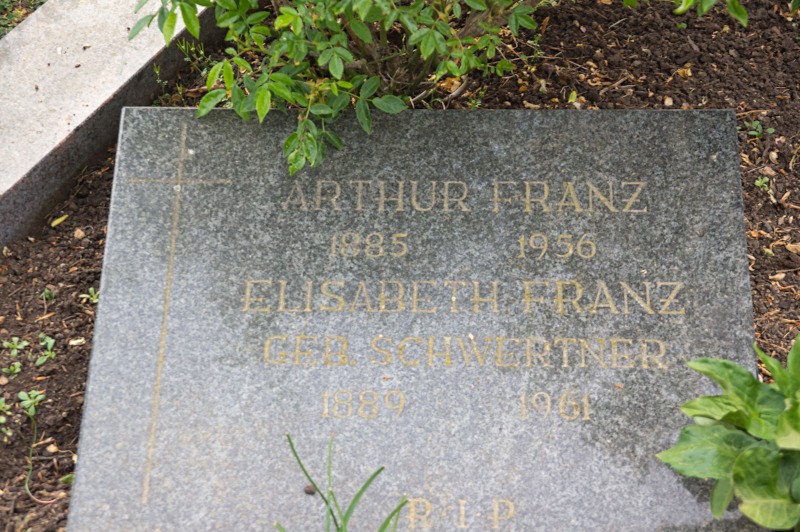 ARTHUR FRANZ
1885 1956
ELISABETH FRANZ
GEB. SCHWERTNER
1889 1961
R·I·P